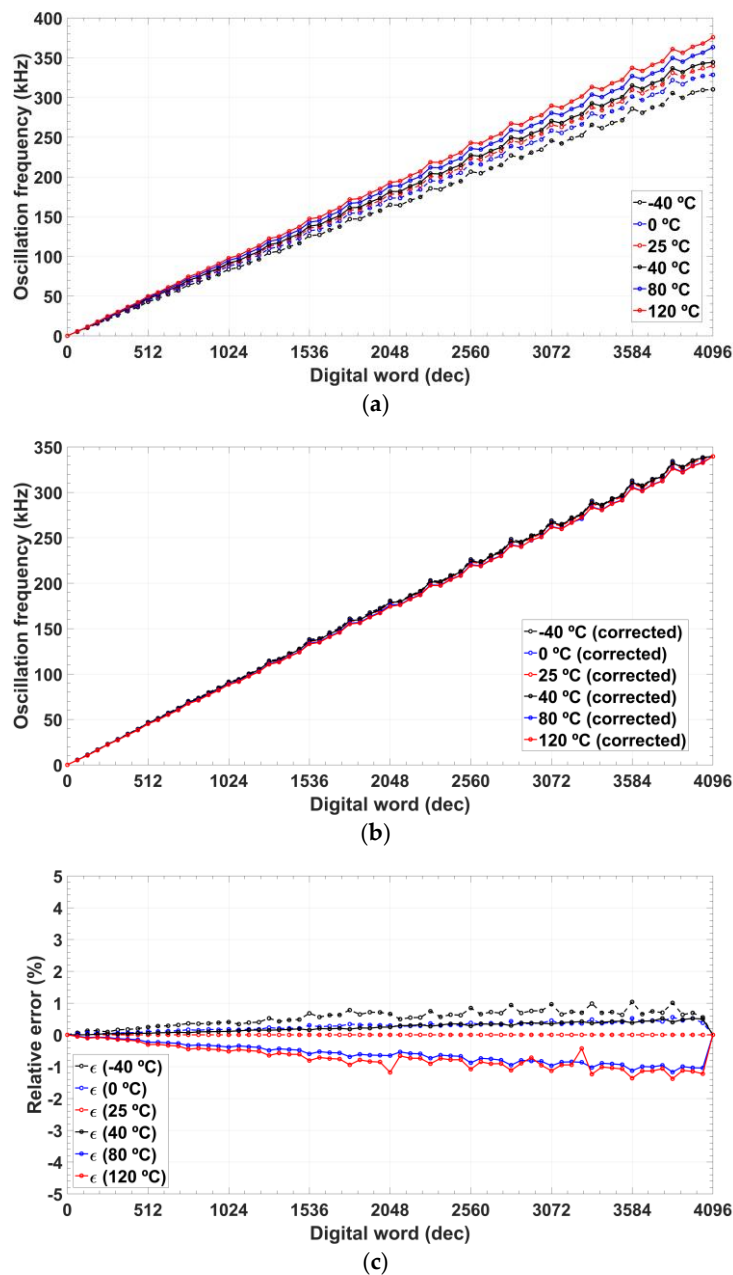 400
350
300
250
200
150
100
50
0
Oscillation frequency (kHz)
-40 ºC
0 ºC
25 ºC
40 ºC
80 ºC
120 ºC
0 512 1024 1536 2048 2560 3072 3584 4096
Digital word (dec)
(a)
350
300
250
200
150
100
50
0
Oscillation frequency (kHz)
-40 ºC (corrected)
0 ºC (corrected)
25 ºC (corrected)
40 ºC (corrected)
80 ºC (corrected)
120 ºC (corrected)
0 512 1024 1536 2048 2560 3072 3584 4096
Digital word (dec)
(b)
5
4
3
2
1
0
-1
-2
-3
-4
-5
Relative error (%)
ϵ (-40 ºC)
ϵ (0 ºC)
ϵ (25 ºC)
ϵ (40 ºC)
ϵ (80 ºC)
ϵ (120 ºC)
0 512 1024 1536 2048 2560 3072 3584 4096
Digital word (dec)
(c)